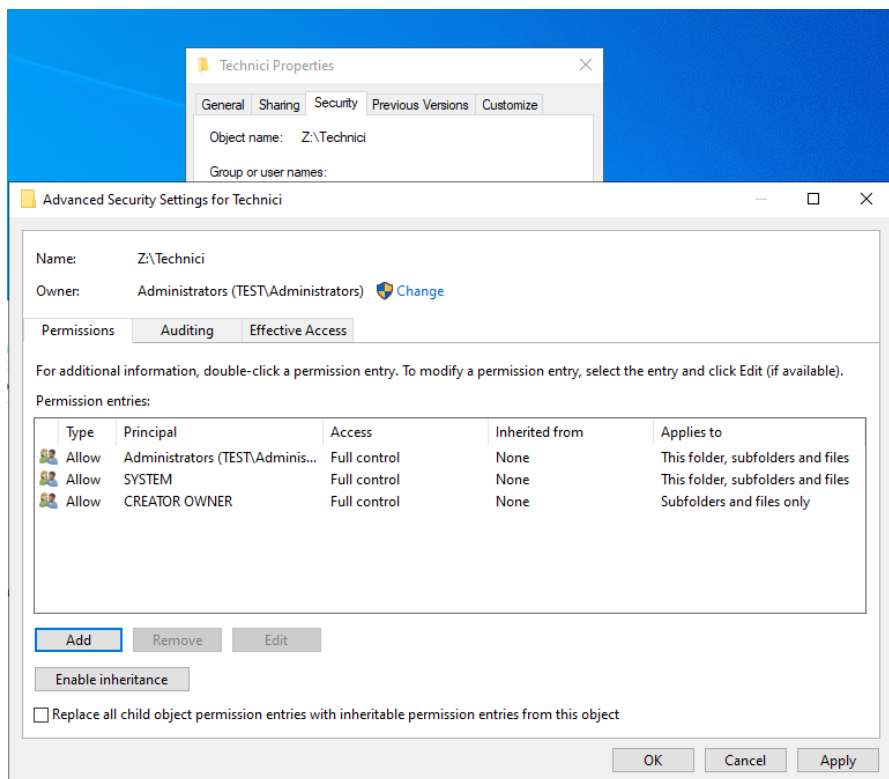 Technici Properties
General Sharing Security Previous Versions Customize
Object name: Z:\Technici
Group or user names:
Advanced Security Settings for Technici
Name: Z:\Technici
Owner: Administrators (TEST\Administrators) Change
Permissions Auditing Effective Access
For additional information, double-click a permission entry. To modify a permission entry, select the entry and click Edit (if available).
Permission entries:
Type Principal Access Inherited from Applies to
Allow Administrators (TEST\Adminis... Full control None This folder, subfolders and files
Allow SYSTEM Full control None This folder, subfolders and files
Allow CREATOR OWNER Full control None Subfolders and files only
Add Remove Edit
Enable inheritance
Replace all child object permission entries with inheritable permission entries from this object
OK Cancel Apply